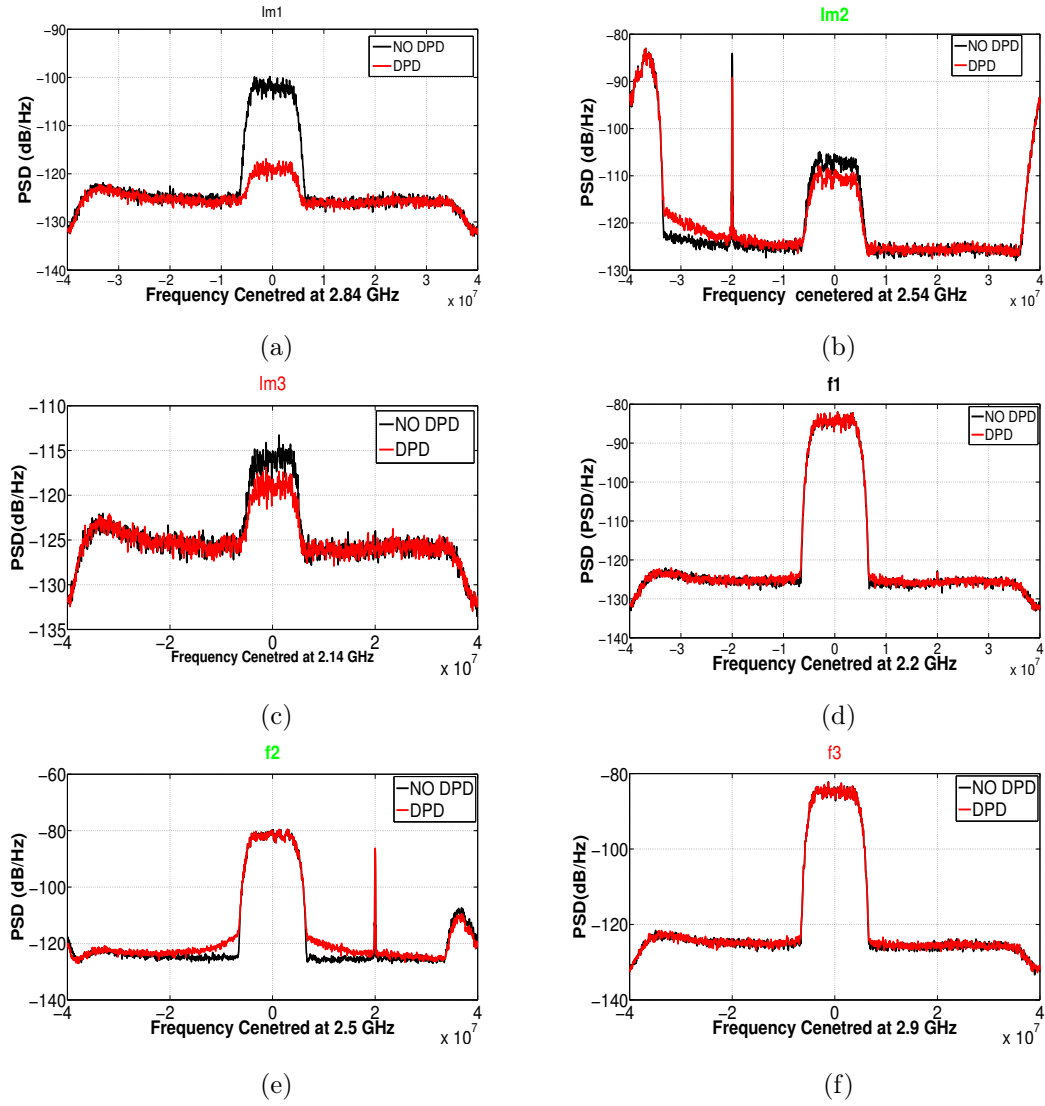 Im1
PSD (dB/Hz)
−90
−100
−110
−120
−130
−140
NO DPD
DPD
−4 −3 −2 −1 0 1 2 3 4
x 10^7
Frequency Cenetred at 2.84 GHz
(a)
Im2
PSD (dB/Hz)
−80
−90
−100
−110
−120
−130
NO DPD
DPD
−4 −3 −2 −1 0 1 2 3 4
x 10^7
Frequency cenetered at 2.54 GHz
(b)
Im3
PSD(dB/Hz)
−110
−115
−120
−125
−130
−135
NO DPD
DPD
−4 −2 0 2 4
x 10^7
Frequency Cenetred at 2.14 GHz
(c)
f1
PSD (PSD/Hz)
−80
−90
−100
−110
−120
−130
−140
NO DPD
DPD
−4 −3 −2 −1 0 1 2 3 4
x 10^7
Frequency Cenetred at 2.2 GHz
(d)
f2
PSD (dB/Hz)
−60
−80
−100
−120
−140
NO DPD
DPD
−4 −2 0 2 4
x 10^7
Frequency Cenetred at 2.5 GHz
(e)
f3
PSD(dB/Hz)
−80
−100
−120
−140
NO DPD
DPD
−4 −3 −2 −1 0 1 2 3 4
x 10^7
Frequency Cenetred at 2.9 GHz
(f)